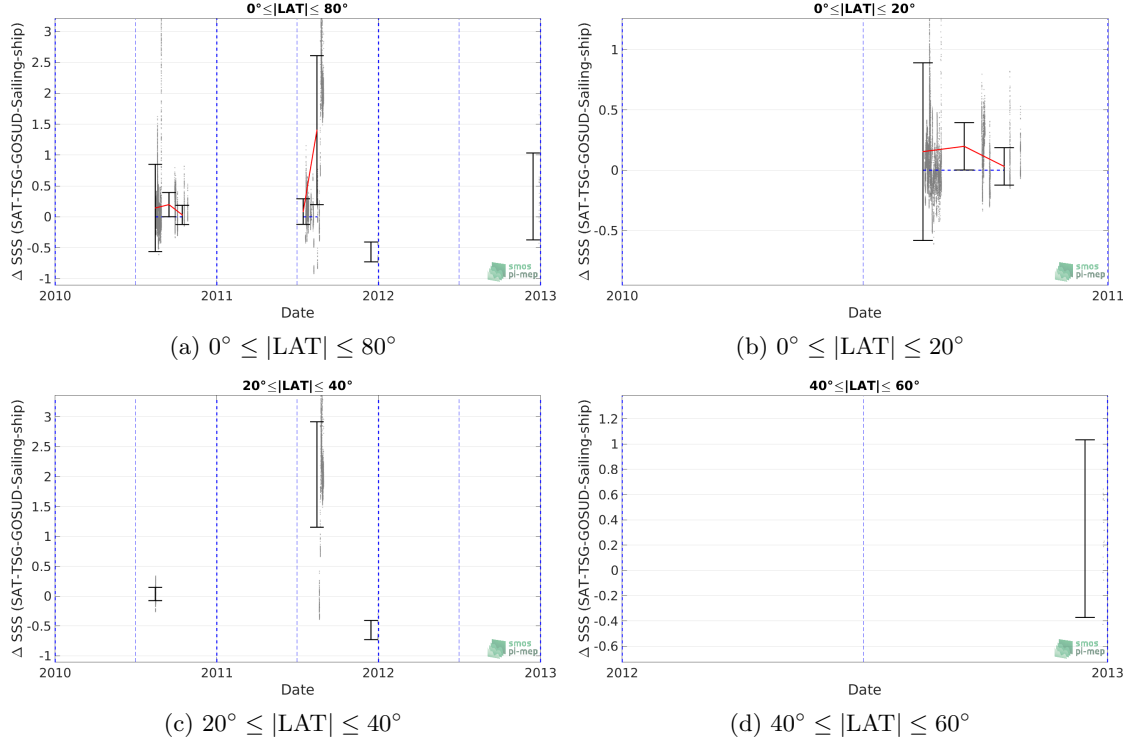 0°≤|LAT|≤ 80°
Δ SSS (SAT-TSG-GOSUD-Sailing-ship)
3
2.5
2
1.5
1
0.5
0
-0.5
-1
2010
2011
2012
2013
Date
smos
pi-mep
(a) 0° ≤ |LAT| ≤ 80°
0°≤|LAT|≤ 20°
Δ SSS (SAT-TSG-GOSUD-Sailing-ship)
1
0.5
0
-0.5
2010
2011
Date
smos
pi-mep
(b) 0° ≤ |LAT| ≤ 20°
20°≤|LAT|≤ 40°
Δ SSS (SAT-TSG-GOSUD-Sailing-ship)
3
2.5
2
1.5
1
0.5
0
-0.5
-1
2010
2011
2012
2013
Date
smos
pi-mep
(c) 20° ≤ |LAT| ≤ 40°
40°≤|LAT|≤ 60°
Δ SSS (SAT-TSG-GOSUD-Sailing-ship)
1.2
1
0.8
0.6
0.4
0.2
0
-0.2
-0.4
-0.6
2012
2013
Date
smos
pi-mep
(d) 40° ≤ |LAT| ≤ 60°